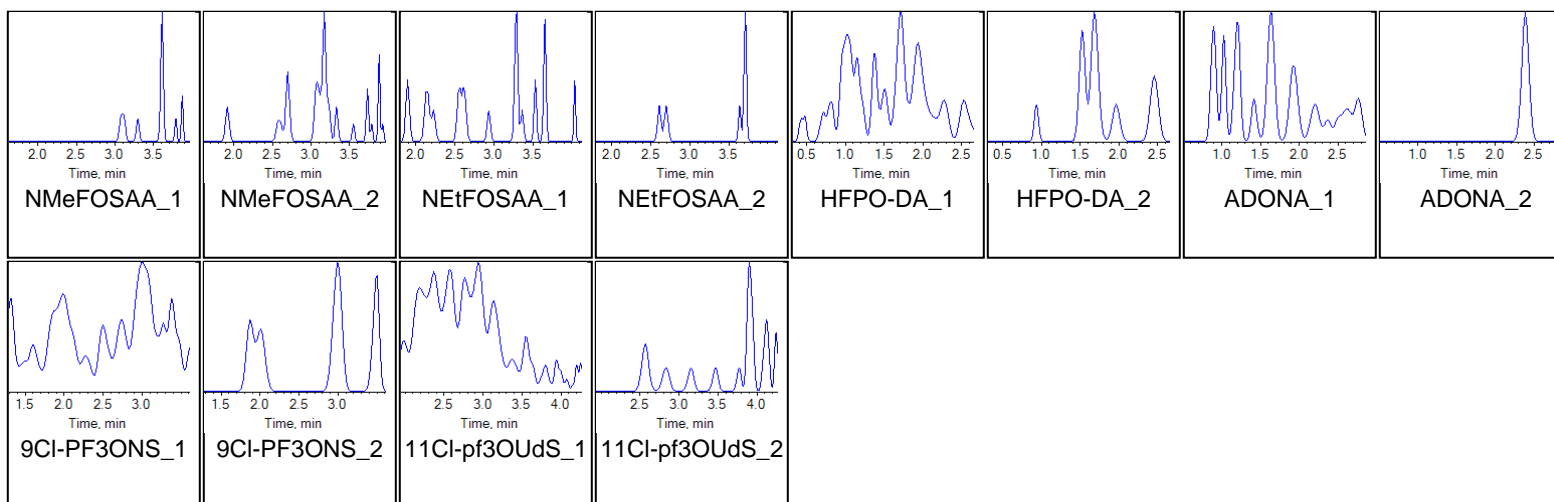 2.0 2.5 3.0 3.5
Time, min
NMeFOSAA_1
2.0 2.5 3.0 3.5
Time, min
NMeFOSAA_2
2.0 2.5 3.0 3.5
Time, min
NEtFOSAA_1
2.0 2.5 3.0 3.5
Time, min
NEtFOSAA_2
0.5 1.0 1.5 2.0 2.5
Time, min
HFPO-DA_1
0.5 1.0 1.5 2.0 2.5
Time, min
HFPO-DA_2
1.0 1.5 2.0 2.5
Time, min
ADONA_1
1.0 1.5 2.0 2.5
Time, min
ADONA_2
1.5 2.0 2.5 3.0
Time, min
9Cl-PF3ONS_1
1.5 2.0 2.5 3.0
Time, min
9Cl-PF3ONS_2
2.5 3.0 3.5 4.0
Time, min
11Cl-pf3OUdS_1
2.5 3.0 3.5 4.0
Time, min
11Cl-pf3OUdS_2